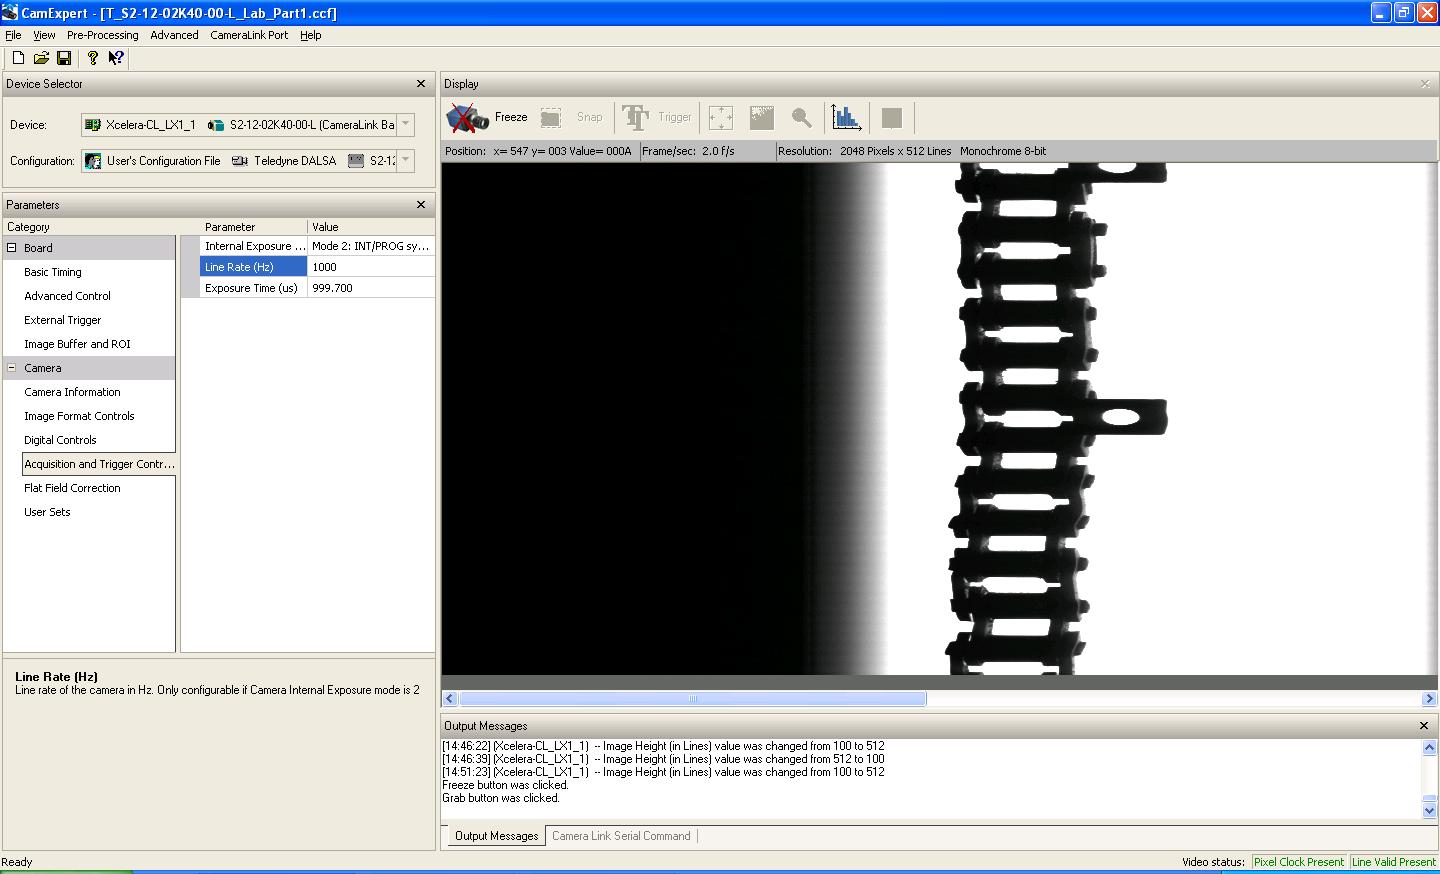 CamExpert - [T_S2-12-02K40-00-L_Lab_Part1.ccf]
File View Pre-Processing Advanced CameraLink Port Help
Device Selector
Device: Xcelera-CL_LX1_1 S2-12-02K40-00-L (CameraLink Ba
Configuration: User's Configuration File Teledyne DALSA S2-12
Parameters
Category
Board
Basic Timing
Advanced Control
External Trigger
Image Buffer and ROI
Camera
Camera Information
Image Format Controls
Digital Controls
Acquisition and Trigger Contr...
Flat Field Correction
User Sets
Parameter Value
Internal Exposure ... Mode 2: INT/PROG sy...
Line Rate (Hz) 1000
Exposure Time (us) 999.700
Line Rate (Hz)
Line rate of the camera in Hz. Only configurable if Camera Internal Exposure mode is 2
Display
Freeze Snap Trigger
Position: x= 547 y= 003 Value= 000A Frame/sec: 2.0 f/s Resolution: 2048 Pixels x 512 Lines Monochrome 8-bit
Output Messages
[14:46:22] (Xcelera-CL_LX1_1) -- Image Height (in Lines) value was changed from 100 to 512
[14:46:39] (Xcelera-CL_LX1_1) -- Image Height (in Lines) value was changed from 512 to 100
[14:51:23] (Xcelera-CL_LX1_1) -- Image Height (in Lines) value was changed from 100 to 512
Freeze button was clicked.
Grab button was clicked.
Output Messages Camera Link Serial Command
Ready Video status: Pixel Clock Present Line Valid Present